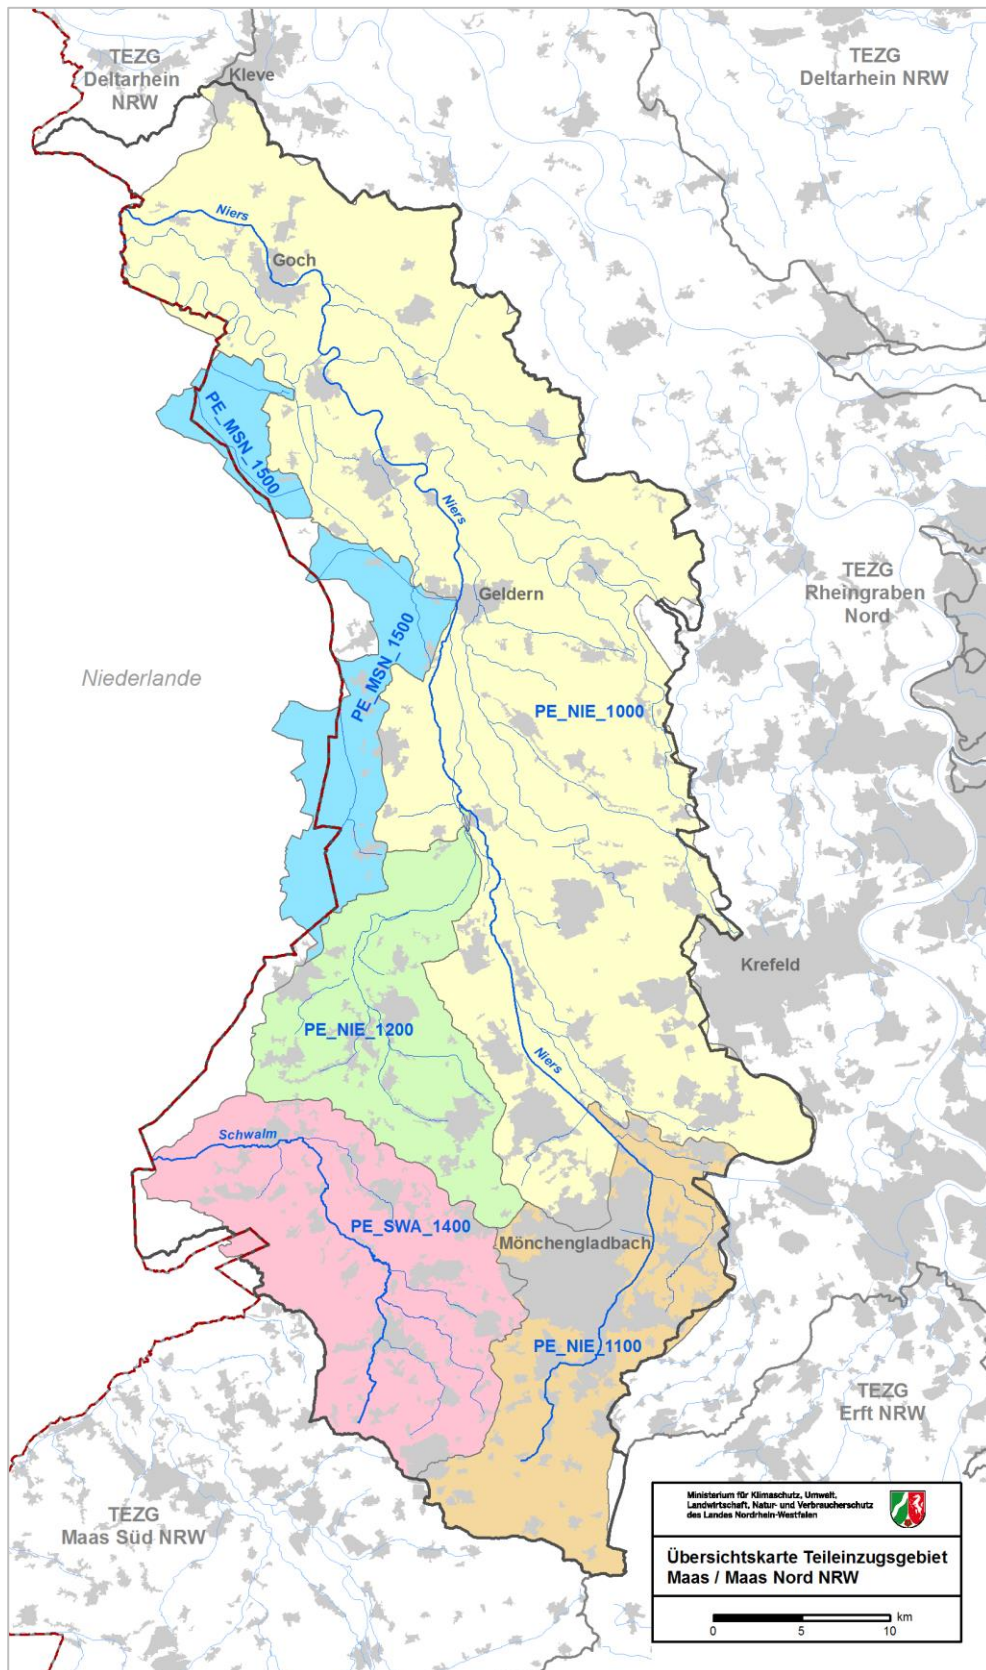 TEZG
Deltarhein
NRW
Kleve
TEZG
Deltarhein NRW
Niers
Goch
PE_MSN_1500
Niers
TEZG
Rheingraben
Nord
Geldern
PE_MSN_1500
Niederlande
PE_NIE_1000
Krefeld
PE_NIE_1200
Niers
Schwalm
PE_SWA_1400
Mönchengladbach
PE_NIE_1100
TEZG
Erft NRW
TEZG
Maas Süd NRW
Ministerium für Klimaschutz, Umwelt,
Landwirtschaft, Natur- und Verbraucherschutz
des Landes Nordrhein-Westfalen
Übersichtskarte Teileinzugsgebiet
Maas / Maas Nord NRW
km
0 5 10